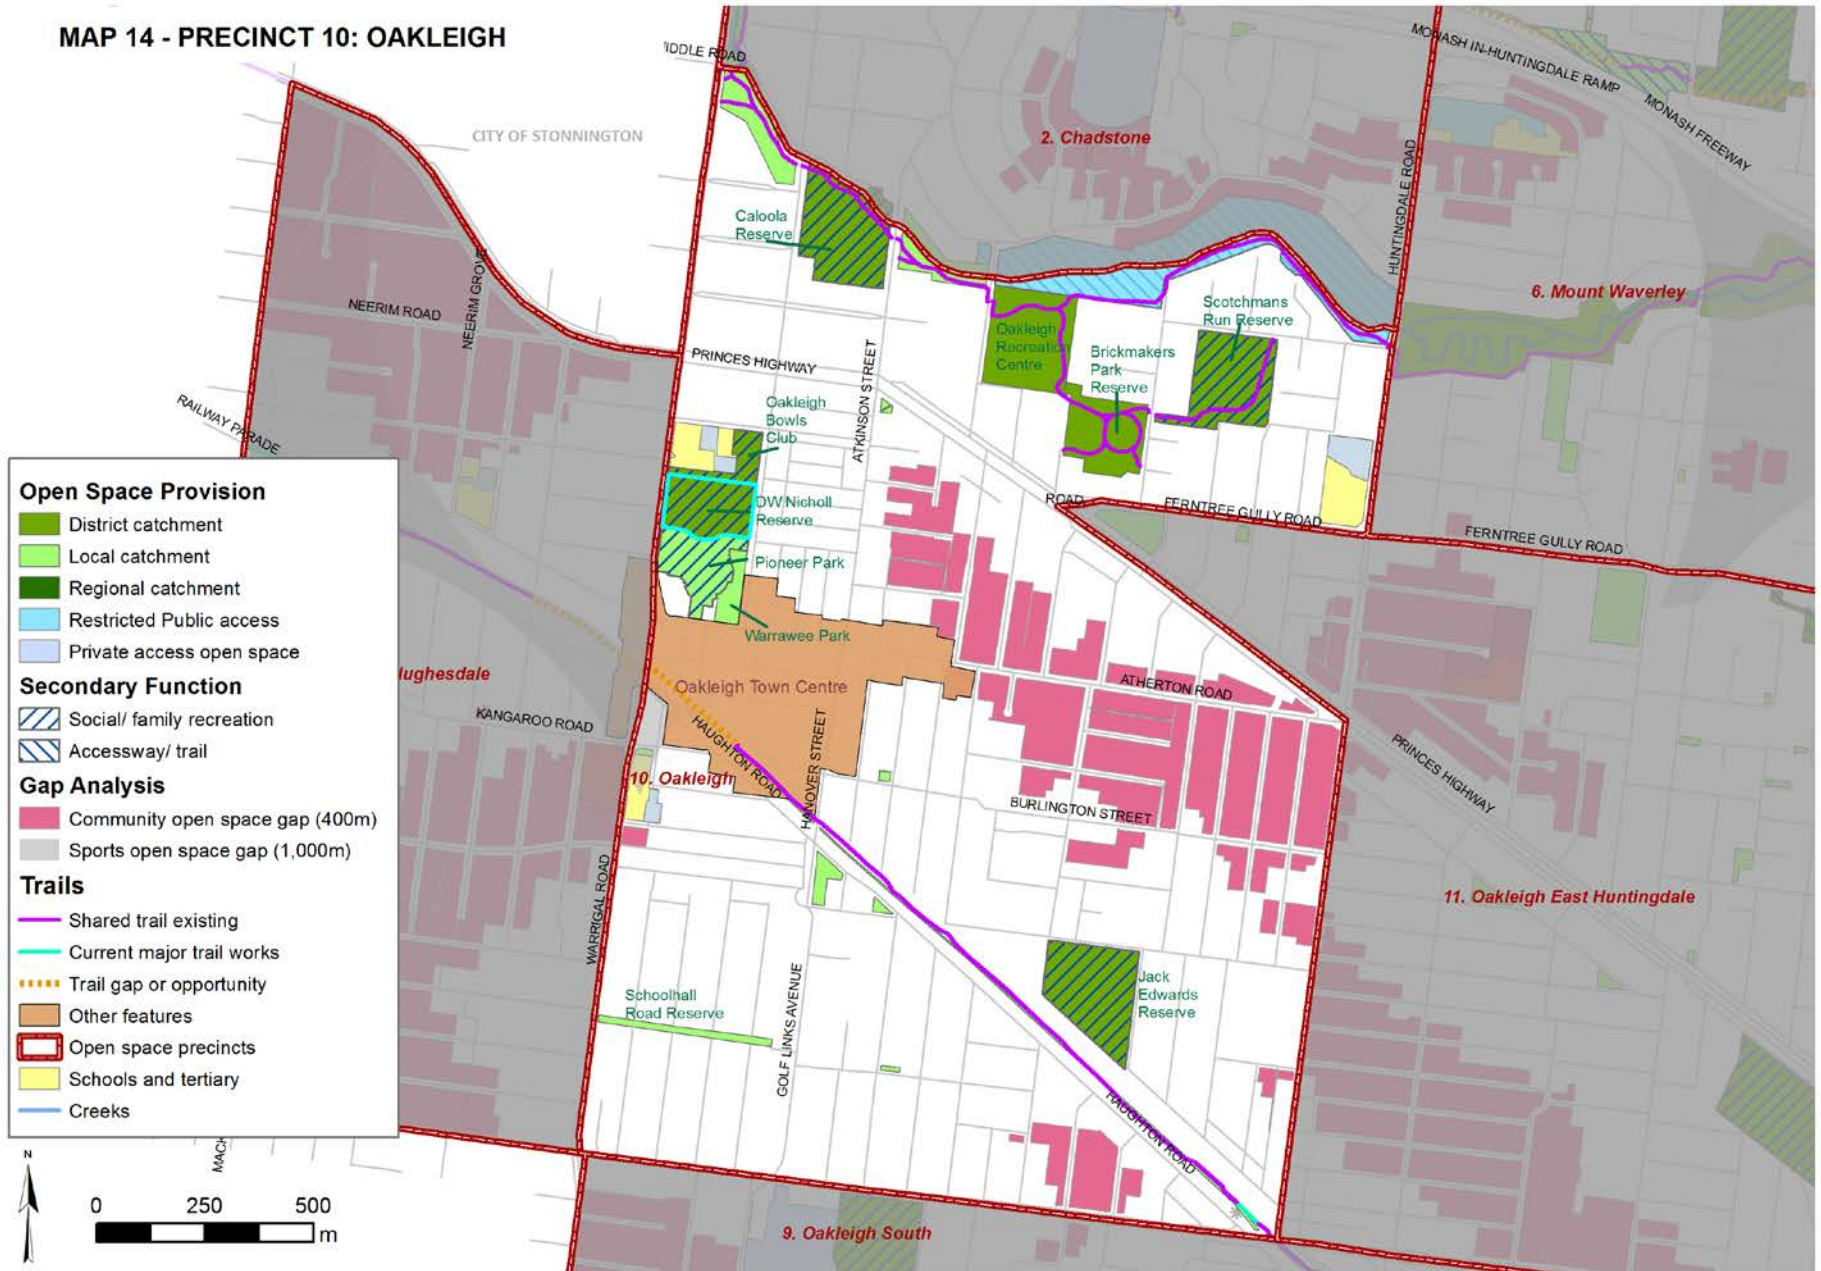 MAP 14 - PRECINCT 10: OAKLEIGH
IDDLE ROAD
MONASH IN-HUNTINGDALE RAMP
MONASH FREEWAY
CITY OF STONNINGTON
2. Chadstone
HUNTINGDALE ROAD
Caloola
Reserve
6. Mount Waverley
NEERIM ROAD
NEERIM GROVE
Scotchmans
Run Reserve
Oakleigh
Recreation
Centre
Brickmakers
Park
Reserve
PRINCES HIGHWAY
ATKINSON STREET
RAILWAY PARADE
Oakleigh
Bowls
Club
DW Nicholl
Reserve
ROAD
FERNTREE GULLY ROAD
FERNTREE GULLY ROAD
Pioneer Park
Warrawee Park
lughesdale
Oakleigh Town Centre
ATHERTON ROAD
KANGAROO ROAD
HAUGHTON ROAD
HANOVER STREET
PRINCES HIGHWAY
10. Oakleigh
BURLINGTON STREET
WARRIGAL ROAD
11. Oakleigh East Huntingdale
Schoolhall
Road Reserve
GOLF LINKS AVENUE
Jack
Edwards
Reserve
HAUGHTON ROAD
9. Oakleigh South
Open Space Provision
District catchment
Local catchment
Regional catchment
Restricted Public access
Private access open space
Secondary Function
Social/ family recreation
Accessway/ trail
Gap Analysis
Community open space gap (400m)
Sports open space gap (1,000m)
Trails
Shared trail existing
Current major trail works
Trail gap or opportunity
Other features
Open space precincts
Schools and tertiary
Creeks
MACH
N
0 250 500
m